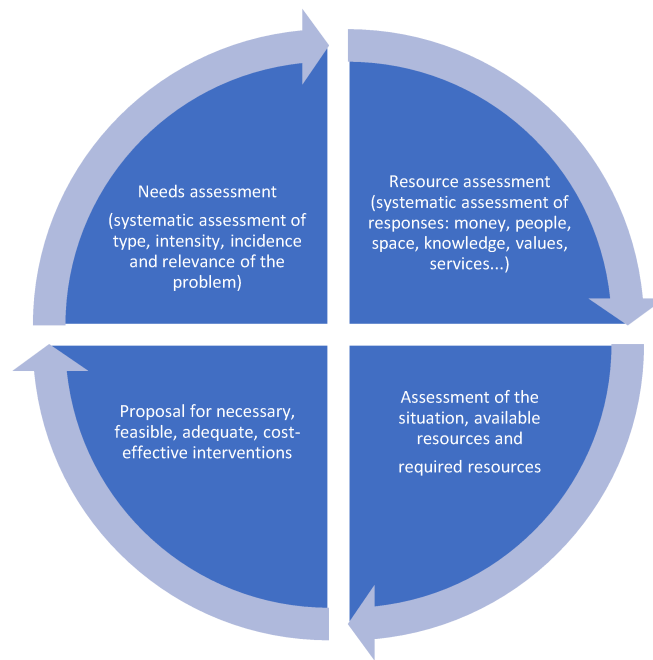 Needs assessment
(systematic assessment of
type, intensity, incidence
and relevance of the
problem)
Resource assessment
(systematic assessment of
responses: money, people,
space, knowledge, values,
services...)
Proposal for necessary,
feasible, adequate, cost-
effective interventions
Assessment of the
situation, available
resources and
required resources